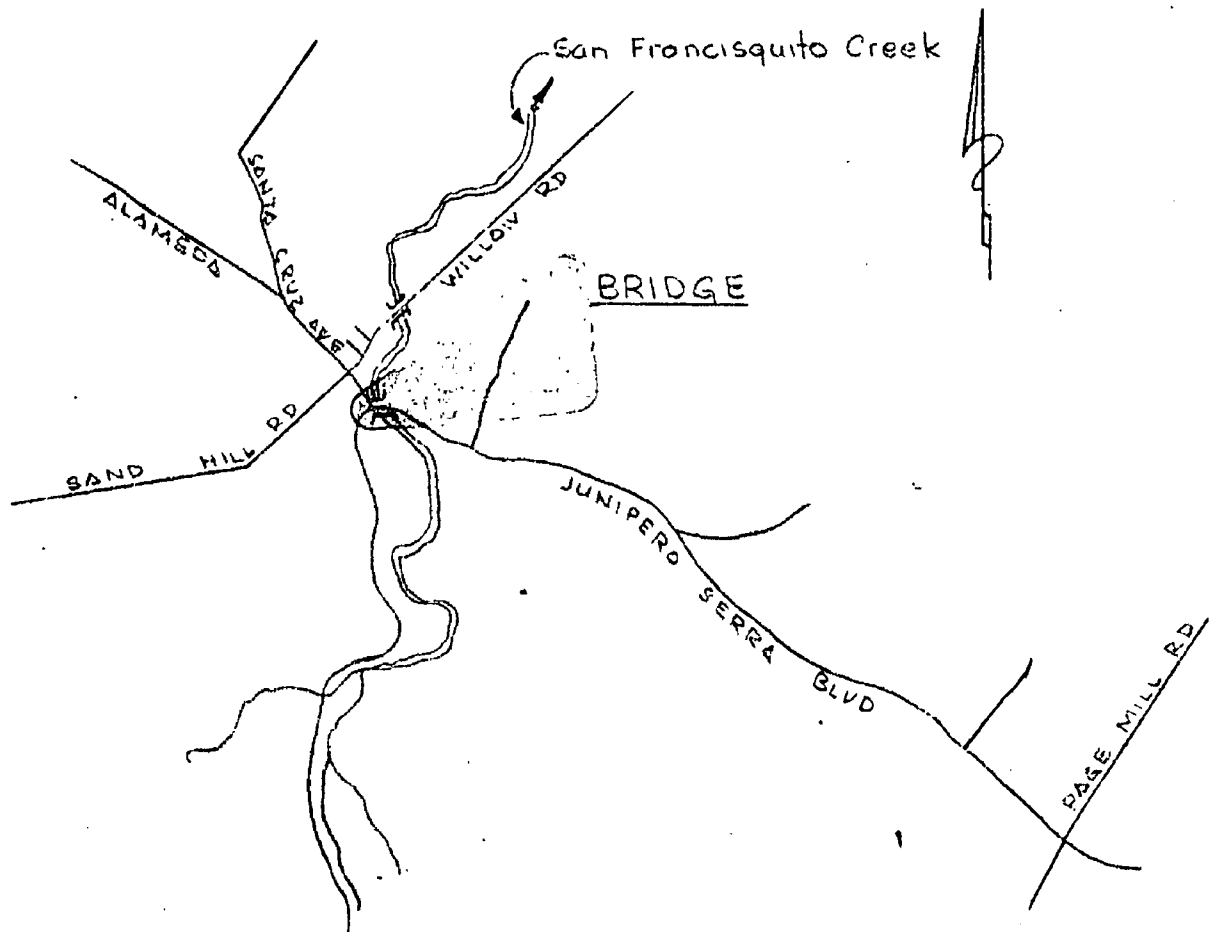 San Francisquito Creek
SANTA CRUZ AVE
ALAMEDA
WILLOW RD
BRIDGE
SAND HILL RD
JUNIPERO SERRA BLVD
PAGE MILL RD